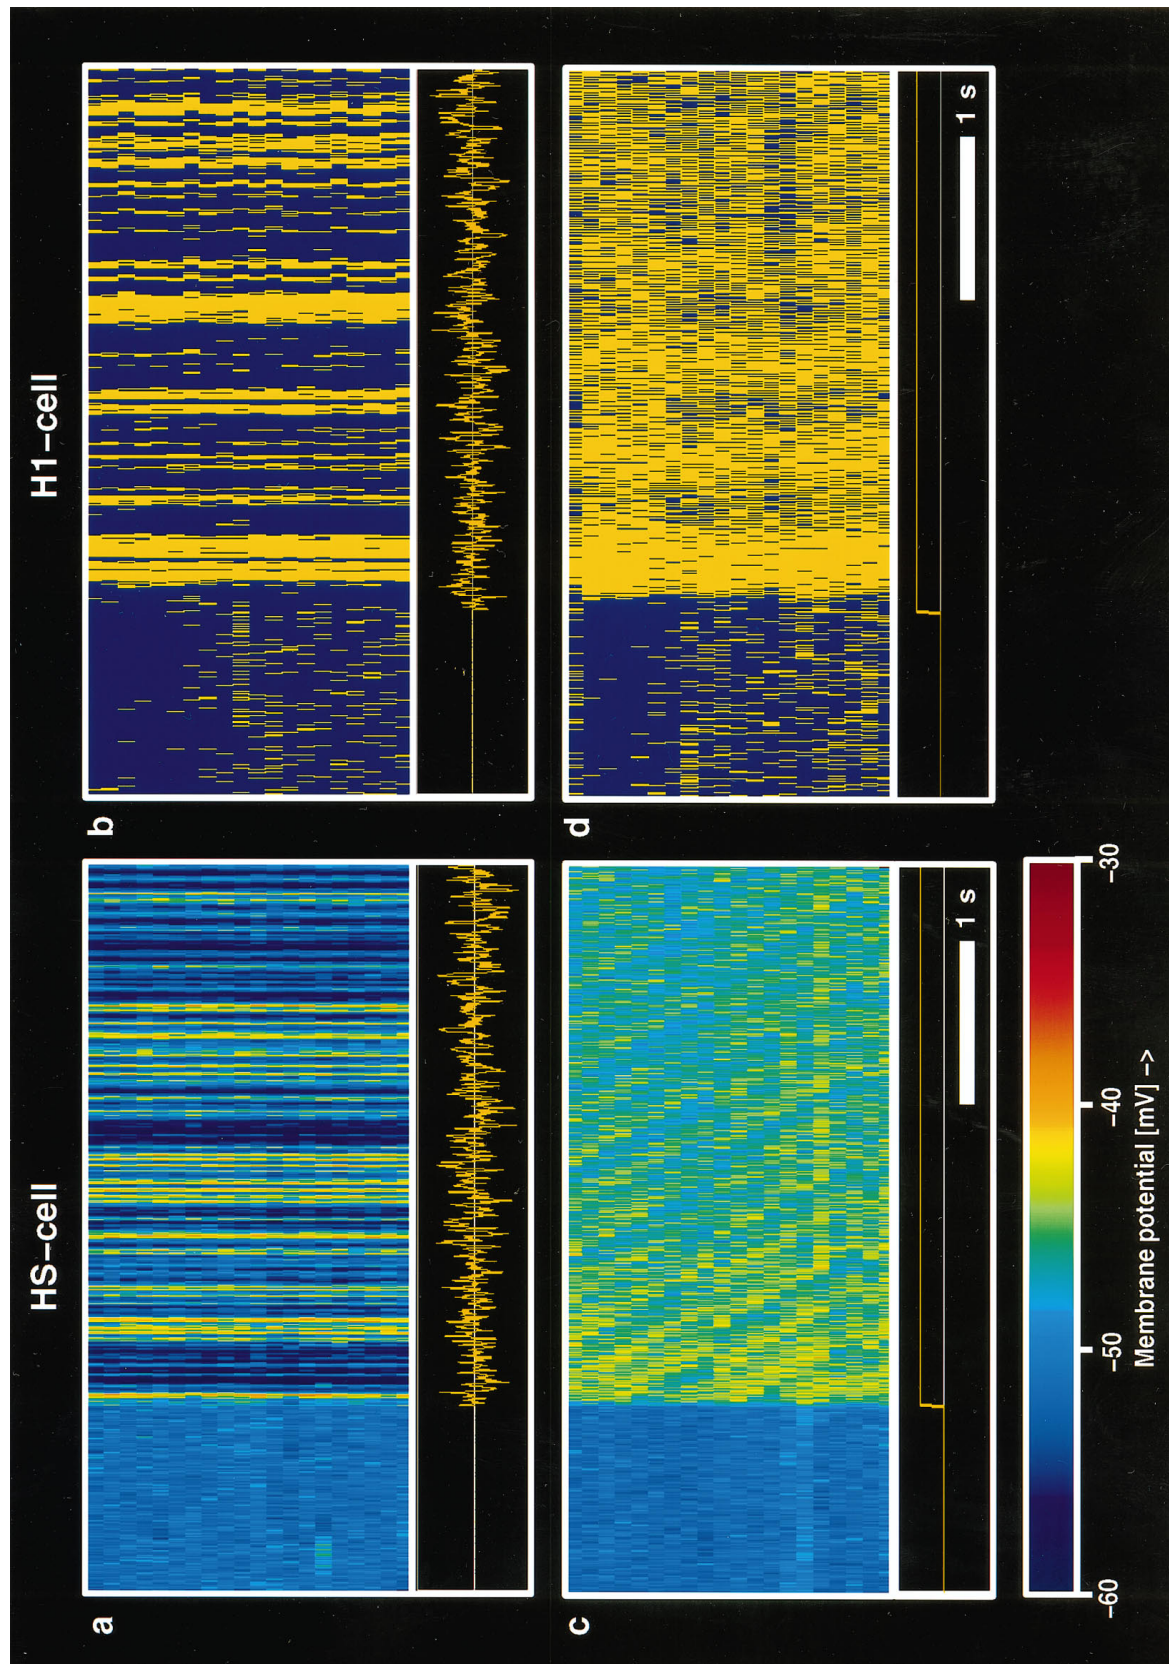 HS-cell
H1-cell
a
b
c
d
1 s
1 s
-60
-50
-40
-30
Membrane potential [mV] ->